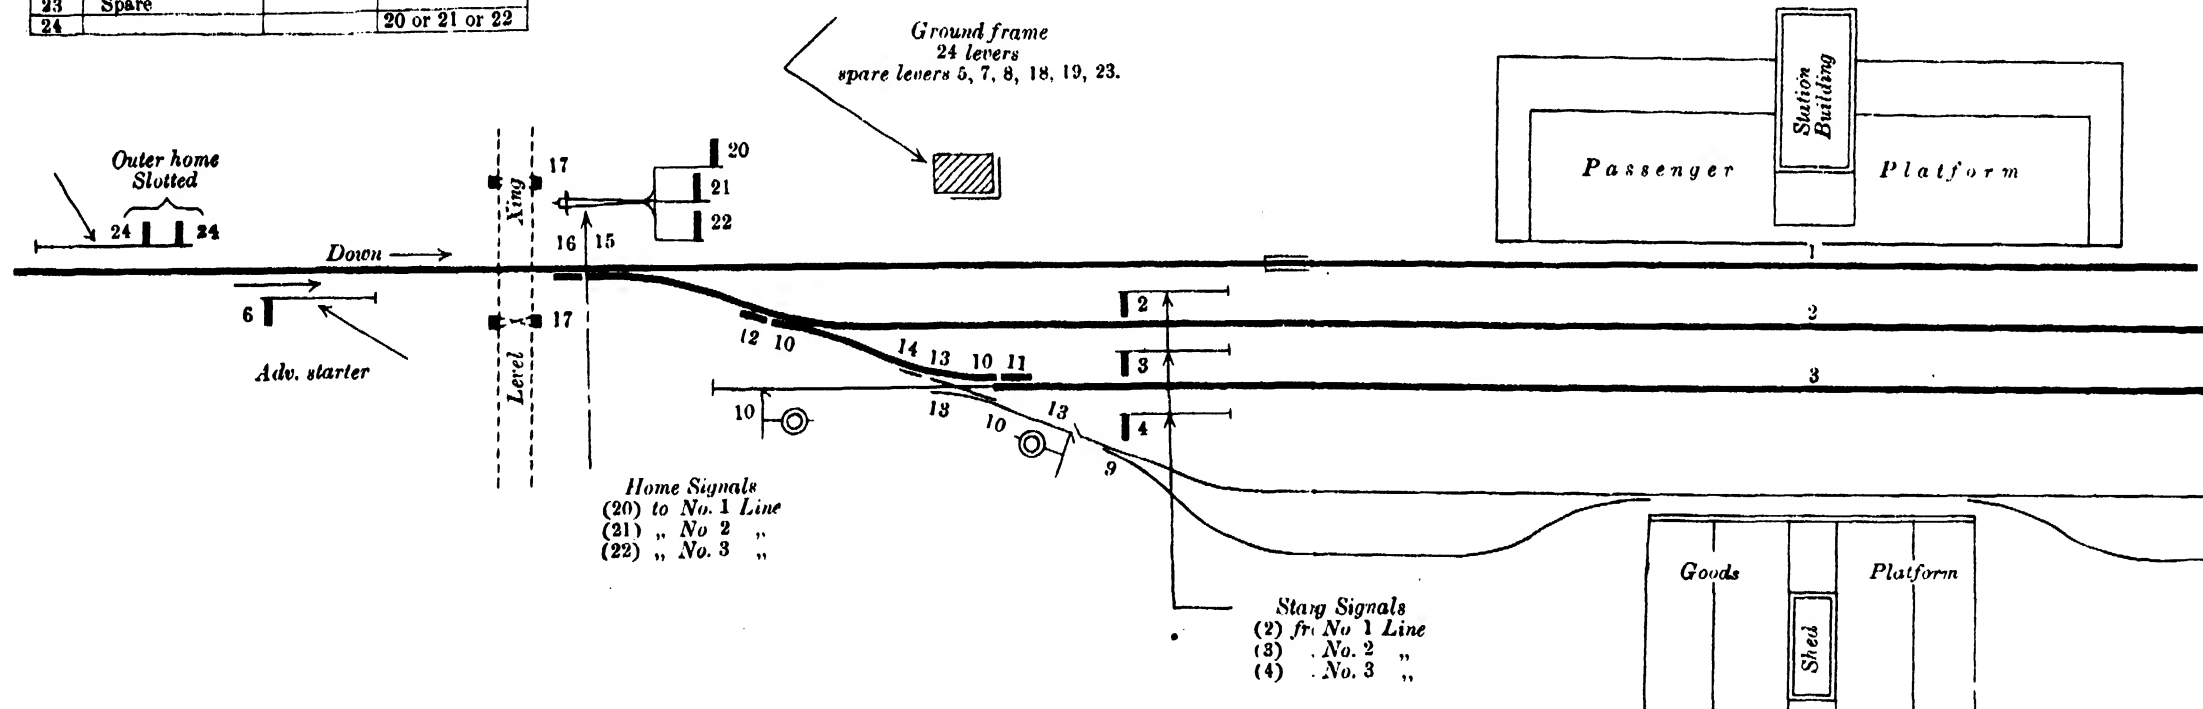 23 Spare
24 20 or 21 or 22
Ground frame
24 levers
spare levers 5, 7, 8, 18, 19, 23.
Station
Building
Passenger Platform
Outer home
Slotted
24 24
17
Xing
20
21
22
16 15
Down
1
6
17
2
2
12 10
14 13 10 11
3
3
Adv. starter
Level
10
13
10
13
4
9
Home Signals
(20) to No. 1 Line
(21) „ No 2 „
(22) „ No. 3 „
Goods Platform
Shed
Signals
(2) No 1 Line
(3) No. 2 „
(4) No. 3 „